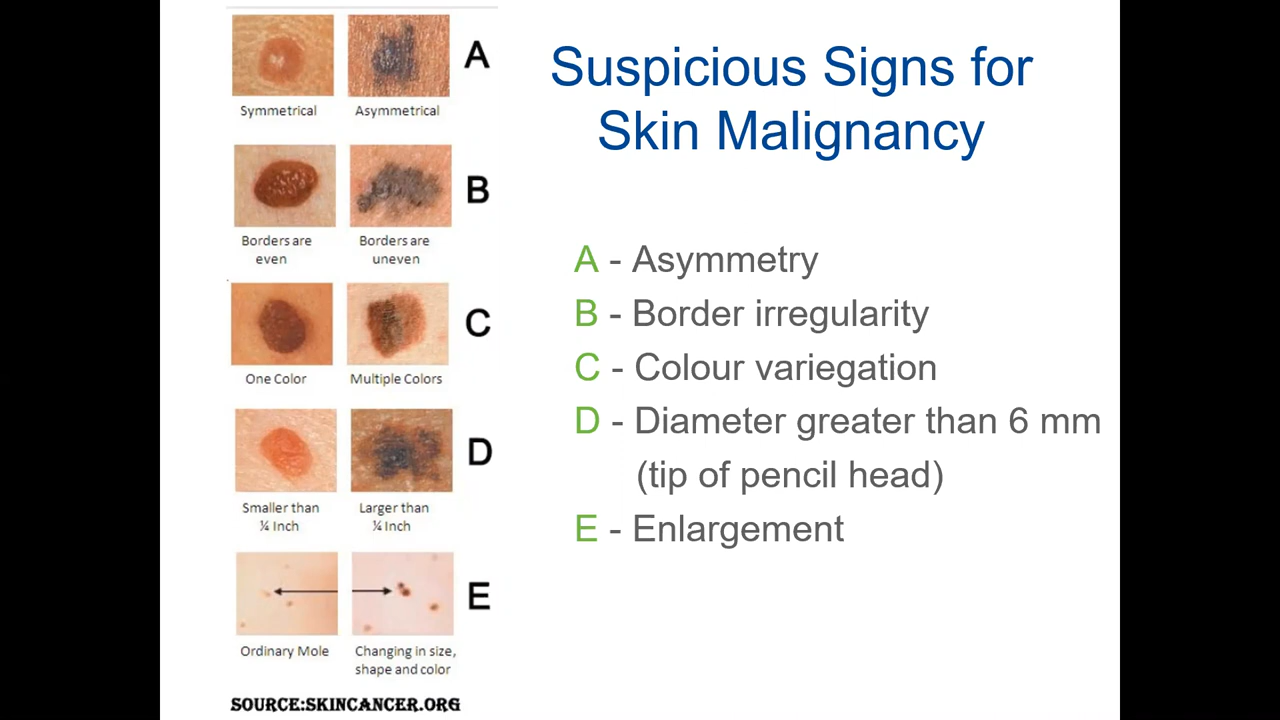 Suspicious Signs for
Skin Malignancy
Symmetrical Asymmetrical A
Borders are even Borders are uneven B
One Color Multiple Colors C
Smaller than ¼ Inch Larger than ¼ Inch D
Ordinary Mole Changing in size, shape and color E
SOURCE:SKINCANCER.ORG
A - Asymmetry
B - Border irregularity
C - Colour variegation
D - Diameter greater than 6 mm
(tip of pencil head)
E - Enlargement